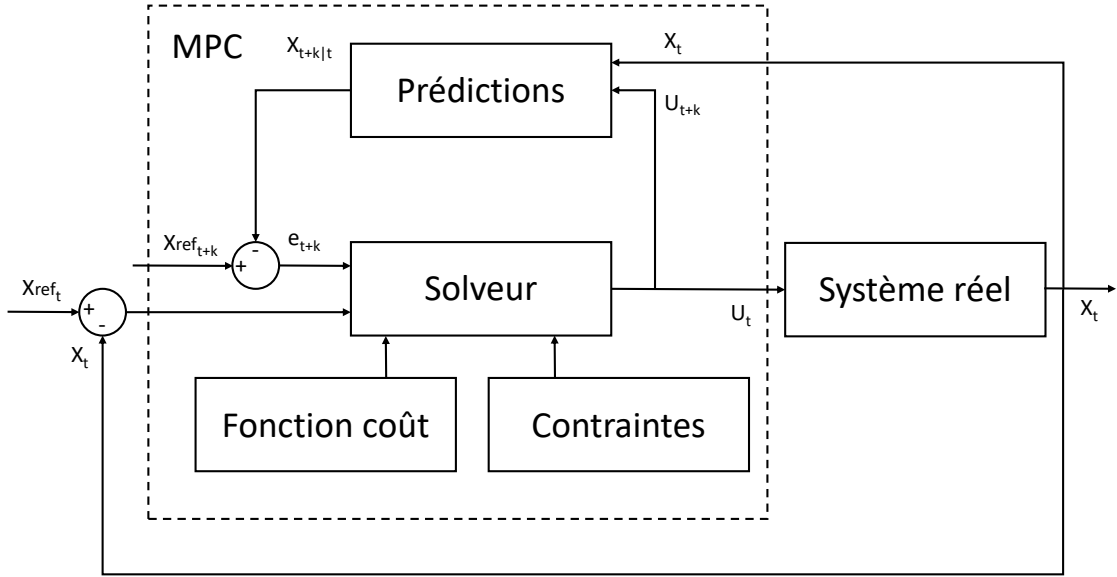 MPC
X_{t+k|t}
Prédictions
X_t
U_{t+k}
Xref_{t+k}
+
-
e_{t+k}
Solveur
Système réel
Xref_t
+
-
X_t
U_t
X_t
Fonction coût
Contraintes